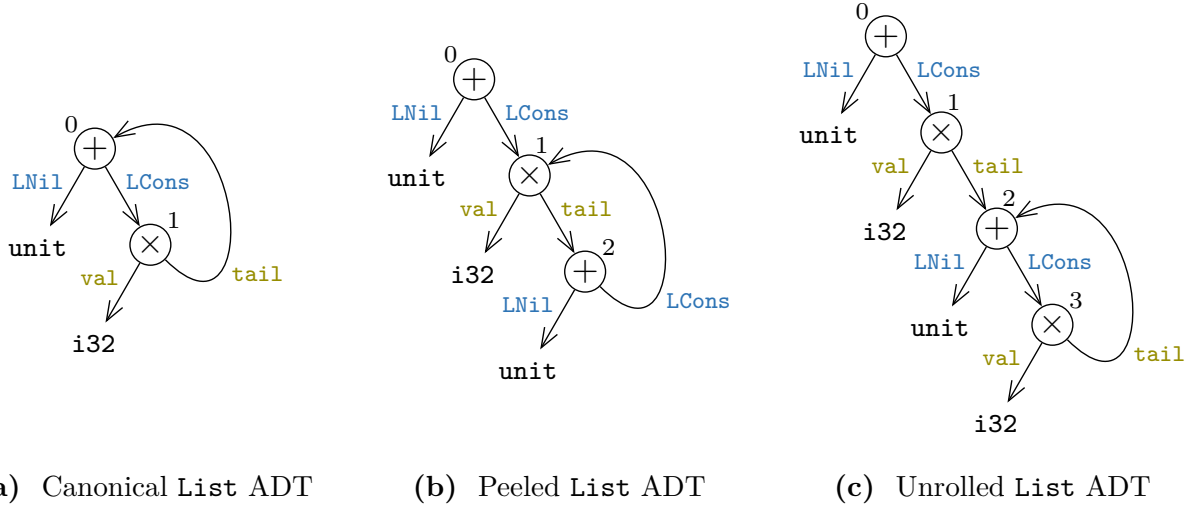 0
+
LNil LCons
1
unit
×
val tail
i32
) Canonical List ADT
0
+
LNil LCons
1
unit
×
val tail
2
i32
+
LNil LCons
unit
(b) Peeled List ADT
0
+
LNil LCons
1
unit
×
val tail
2
i32
+
LNil LCons
3
unit
×
val tail
i32
(c) Unrolled List ADT